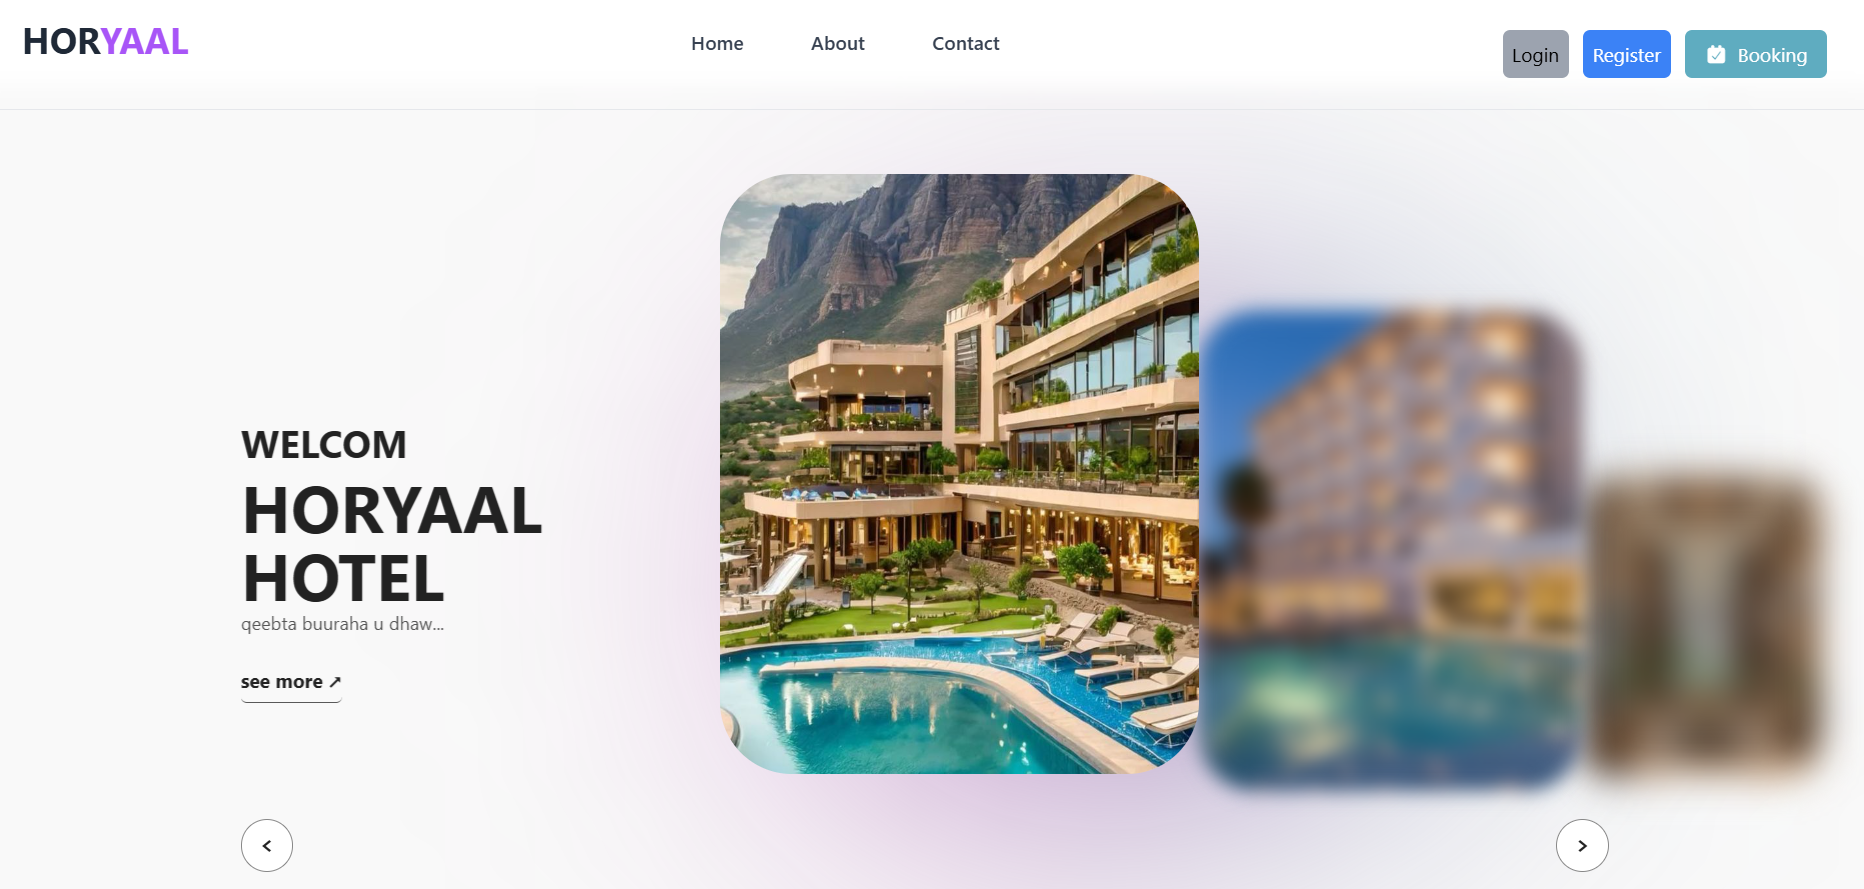 HORYAAL
Home
About
Contact
Login
Register
Booking
WELCOM
HORYAAL
HOTEL
qeebta buuraha u dhaw...
see more ↗
<
>